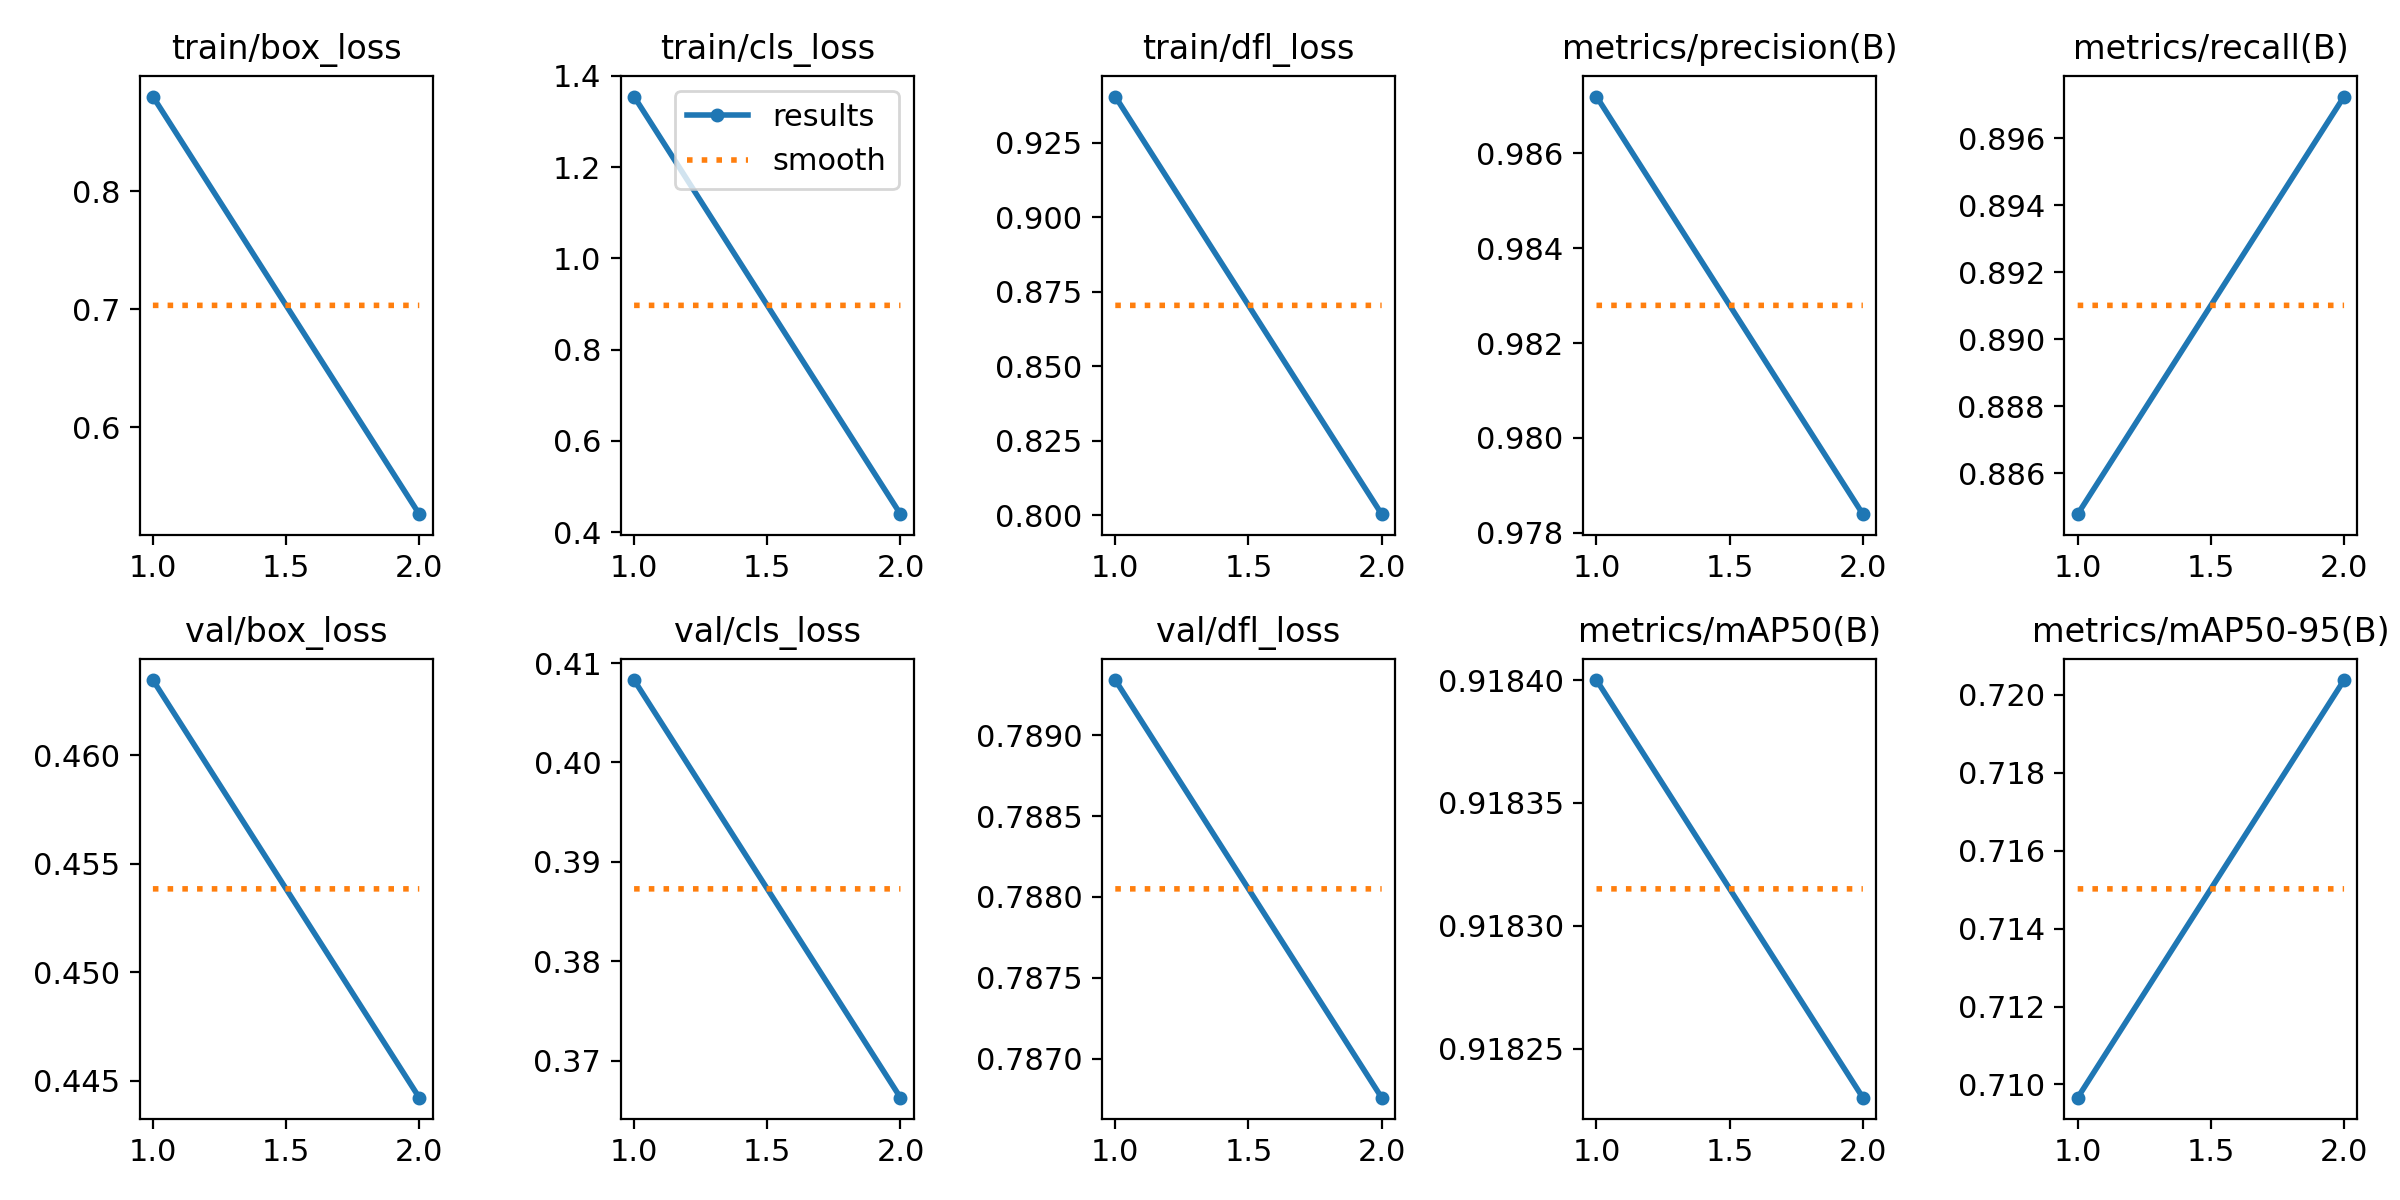 train/box_loss
0.8
0.7
0.6
1.0 1.5 2.0
train/cls_loss
results
smooth
1.4
1.2
1.0
0.8
0.6
0.4
1.0 1.5 2.0
train/dfl_loss
0.925
0.900
0.875
0.850
0.825
0.800
1.0 1.5 2.0
metrics/precision(B)
0.986
0.984
0.982
0.980
0.978
1.0 1.5 2.0
metrics/recall(B)
0.896
0.894
0.892
0.890
0.888
0.886
1.0 1.5 2.0
val/box_loss
0.460
0.455
0.450
0.445
1.0 1.5 2.0
val/cls_loss
0.41
0.40
0.39
0.38
0.37
1.0 1.5 2.0
val/dfl_loss
0.7890
0.7885
0.7880
0.7875
0.7870
1.0 1.5 2.0
metrics/mAP50(B)
0.91840
0.91835
0.91830
0.91825
1.0 1.5 2.0
metrics/mAP50-95(B)
0.720
0.718
0.716
0.714
0.712
0.710
1.0 1.5 2.0